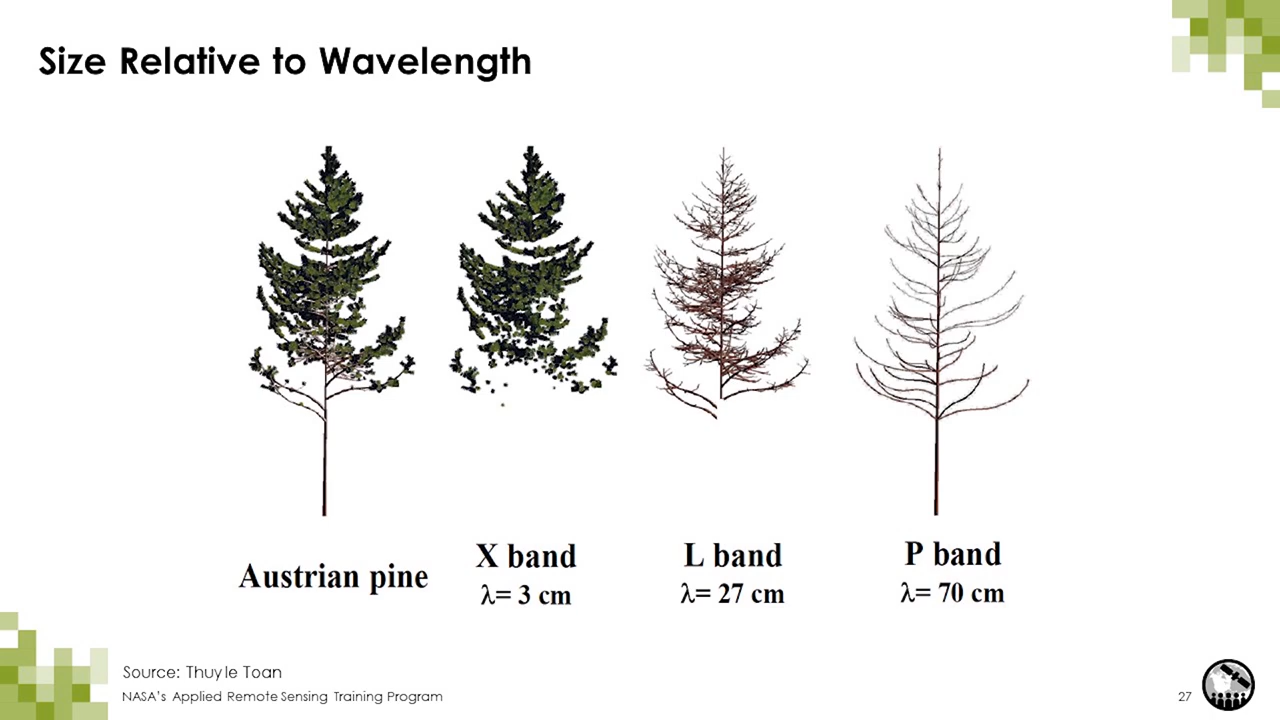 Size Relative to Wavelength
Austrian pine
X band
λ= 3 cm
L band
λ= 27 cm
P band
λ= 70 cm
Source: Thuy le Toan
NASA's Applied Remote Sensing Training Program
27